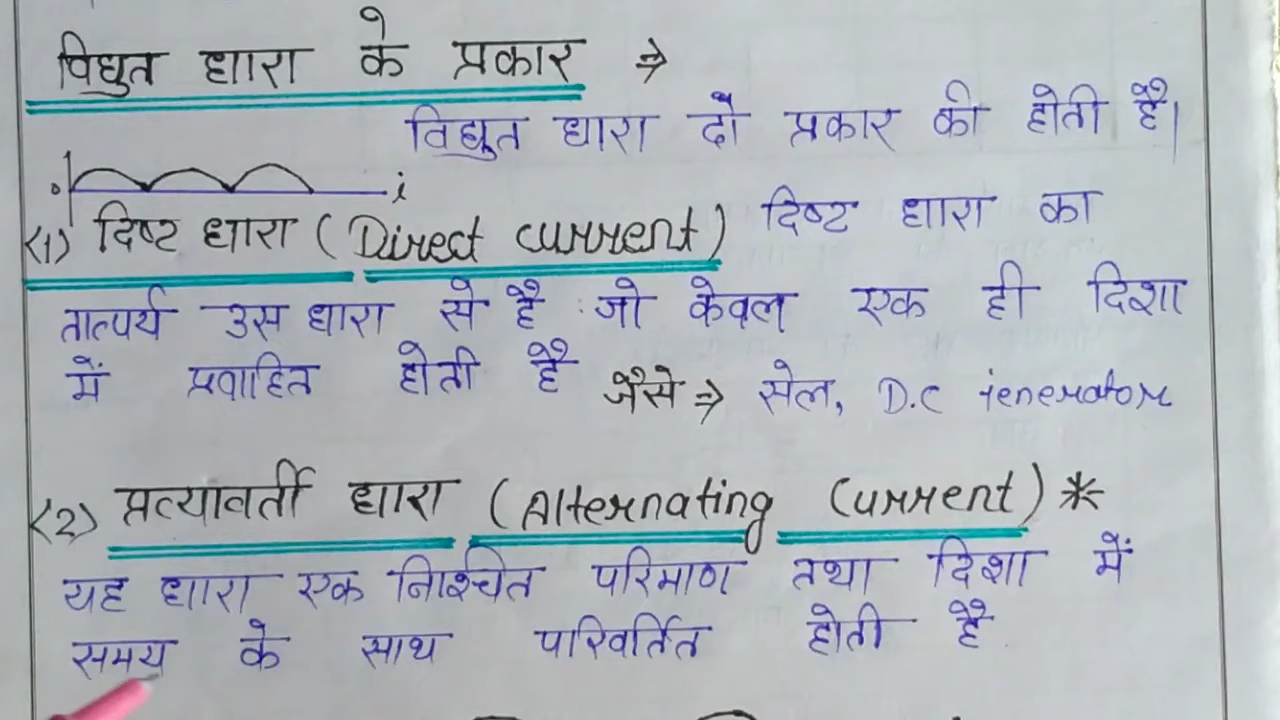 विधुत धारा के प्रकार ⇒
विधुत धारा दो प्रकार की होती है।
0 i
(1) दिष्ट धारा (Direct current) दिष्ट धारा का
तात्पर्य उस धारा से है जो केवल एक ही दिशा
में प्रवाहित होती है जैसे ⇒ सेल, D.C ienerator
(2) प्रत्यावर्ती धारा (Alternating Current) *
यह धारा एक निश्चित परिमाण तथा दिशा में
समय के साथ परिवर्तित होती है